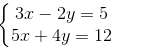 3x − 2y = 5
5x + 4y = 12